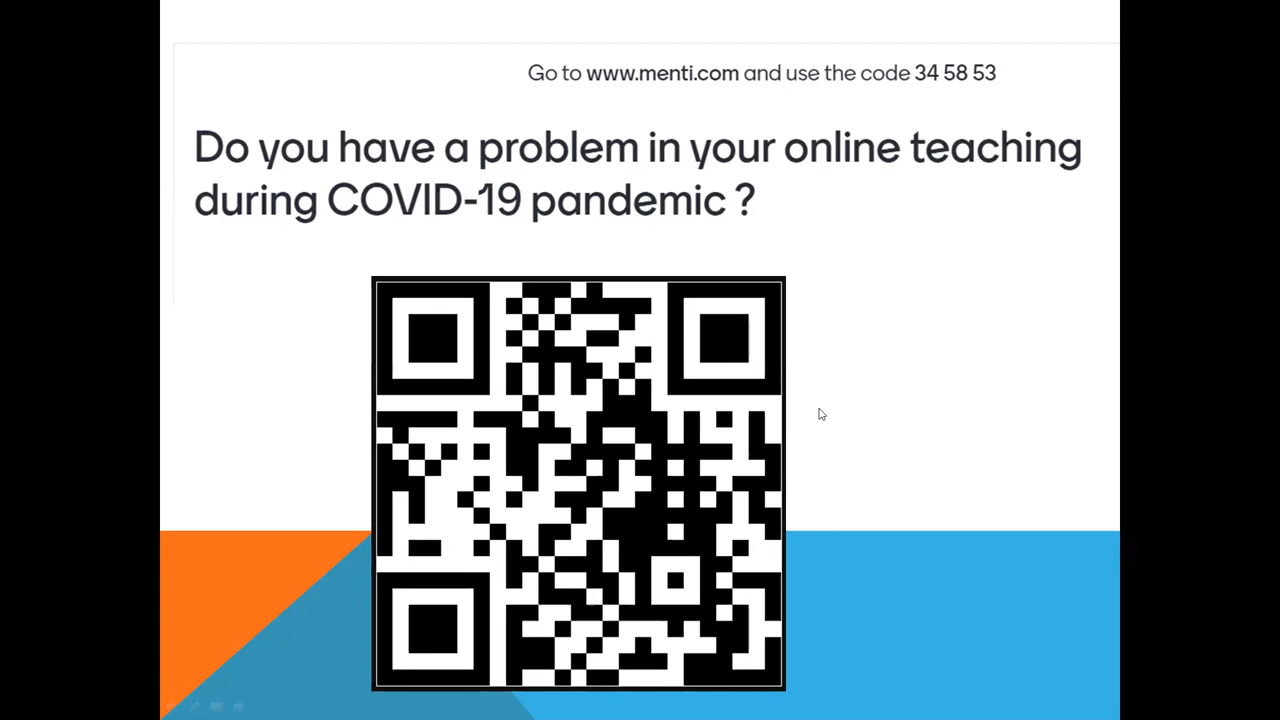 Go to www.menti.com and use the code 34 58 53
Do you have a problem in your online teaching
during COVID-19 pandemic ?